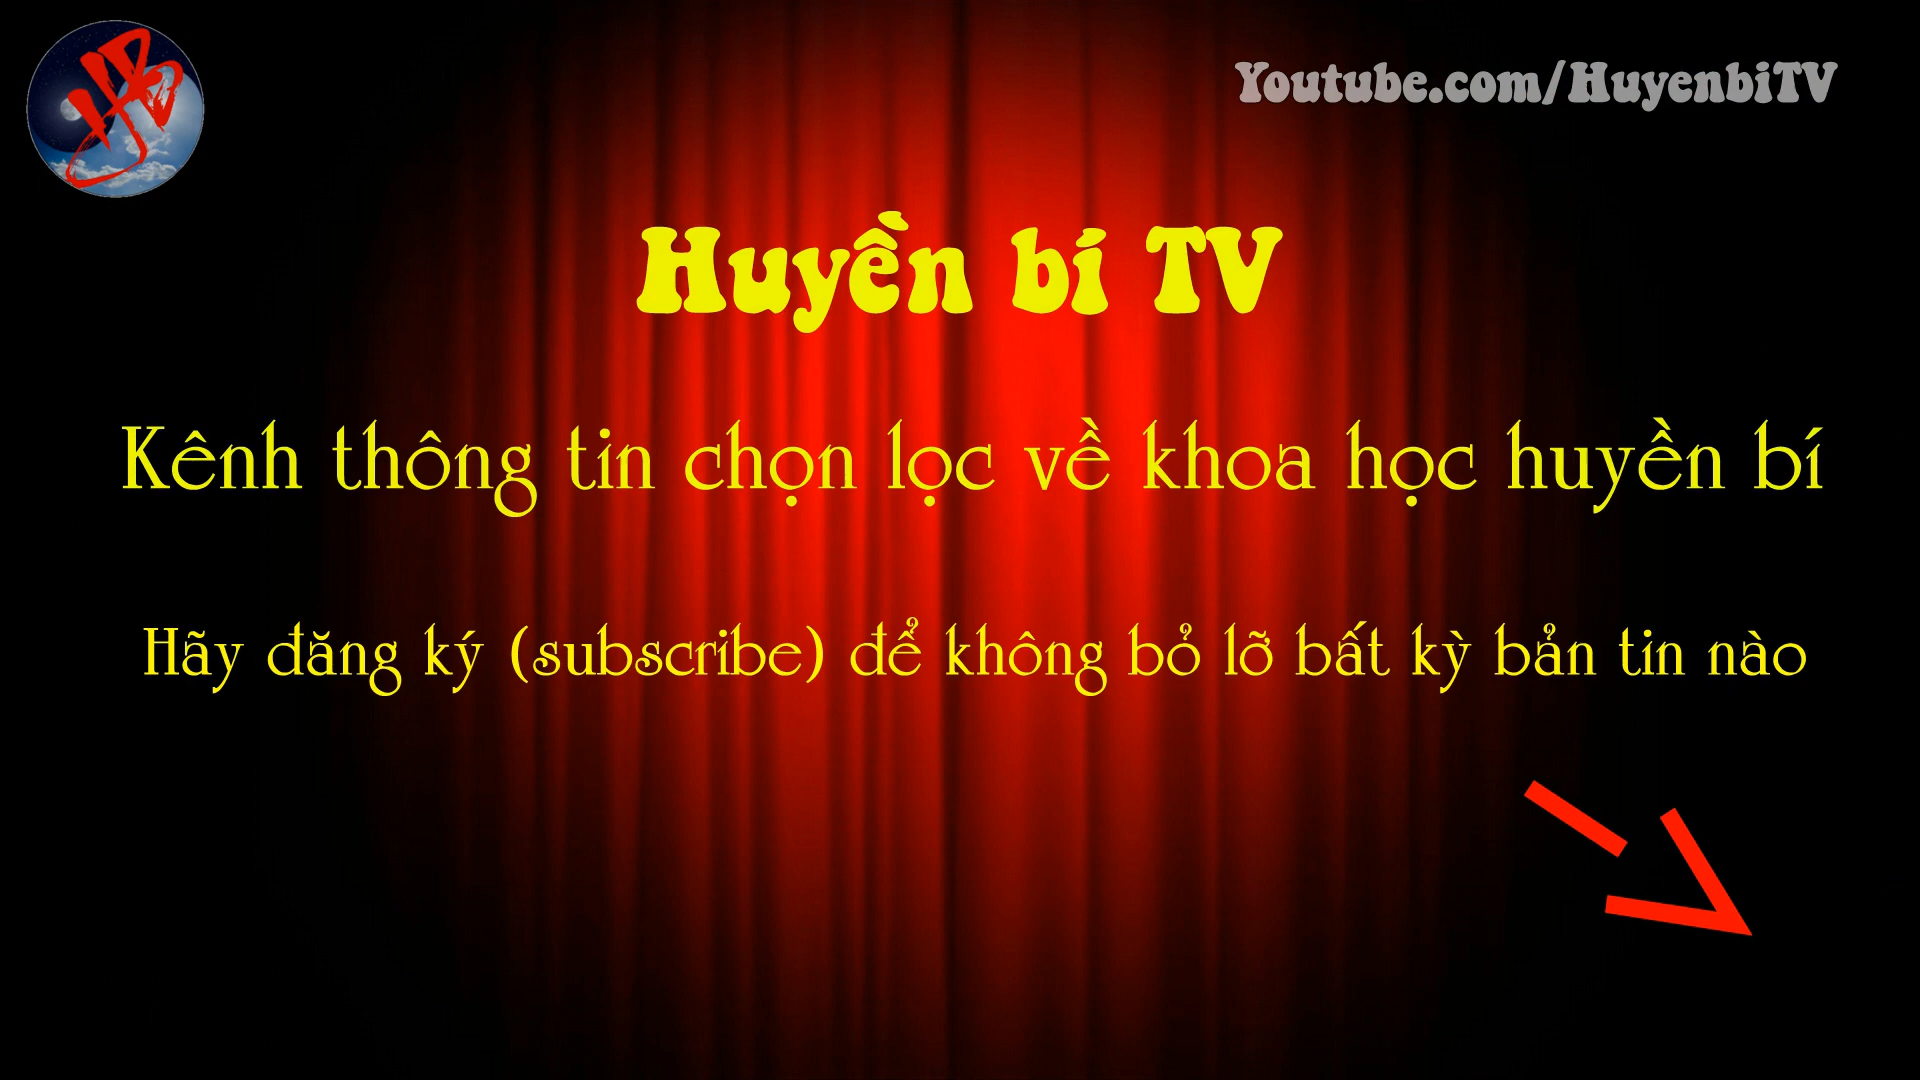 HB
Youtube.com/HuyenbiTV
Huyền bí TV
Kênh thông tin chọn lọc về khoa học huyền bí
Hãy đăng ký (subscribe) để không bỏ lỡ bất kỳ bản tin nào